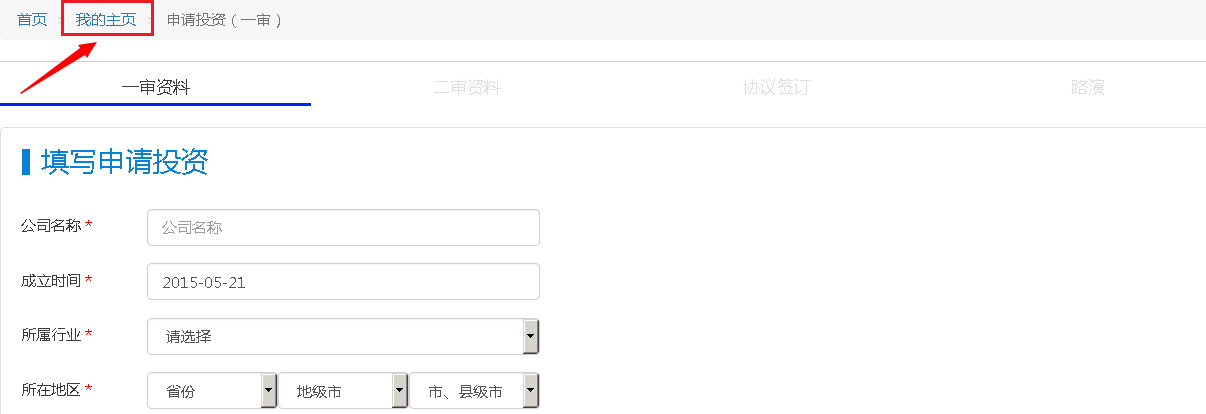 首页 > 我的主页 > 申请投资（一审）
一审资料 二审资料 协议签订 路演
填写申请投资
公司名称 * 公司名称
成立时间 * 2015-05-21
所属行业 * 请选择
所在地区 * 省份 地级市 市、县级市